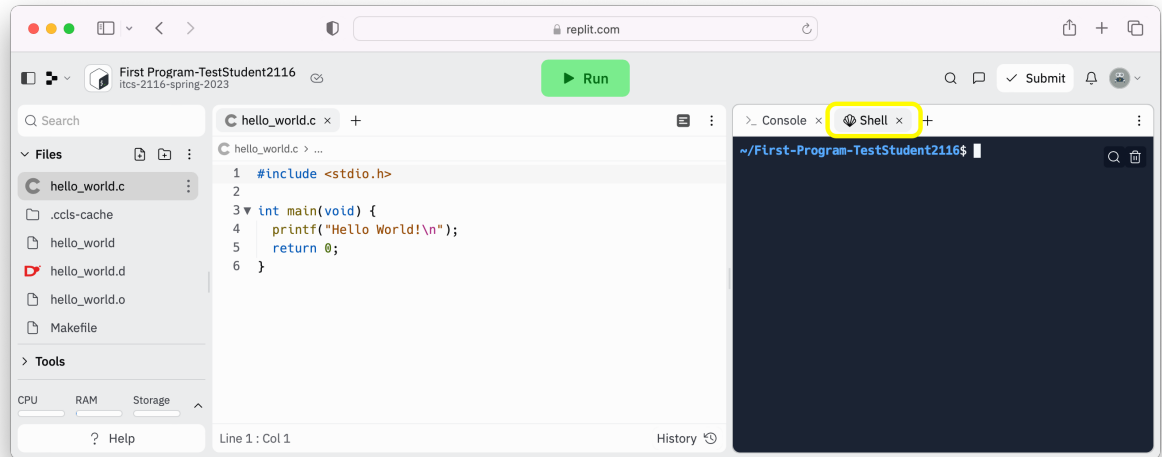 replit.com
First Program-TestStudent2116
itcs-2116-spring-2023
Run
Submit
Search
Files
hello_world.c
.ccls-cache
hello_world
hello_world.d
hello_world.o
Makefile
Tools
CPU RAM Storage
? Help
hello_world.c × +
hello_world.c > ...
1 #include <stdio.h>
2
3 int main(void) {
4 printf("Hello World!\n");
5 return 0;
6 }
Line 1 : Col 1 History
>_ Console × Shell × +
~/First-Program-TestStudent2116$